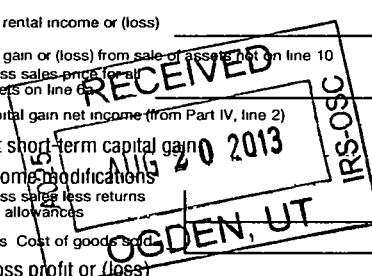 rental income or (loss)
gain or (loss) from sale of assets not on line 10
ss sales price for all
ets on line 6a
RECEIVED
ital gain net income (from Part IV, line 2)
t short-term capital gain
AUG 20 2013
IRS-OSC
ome modifications
ss sales less returns
allowances
s Cost of goods sold
OGDEN, UT
oss profit or (loss)